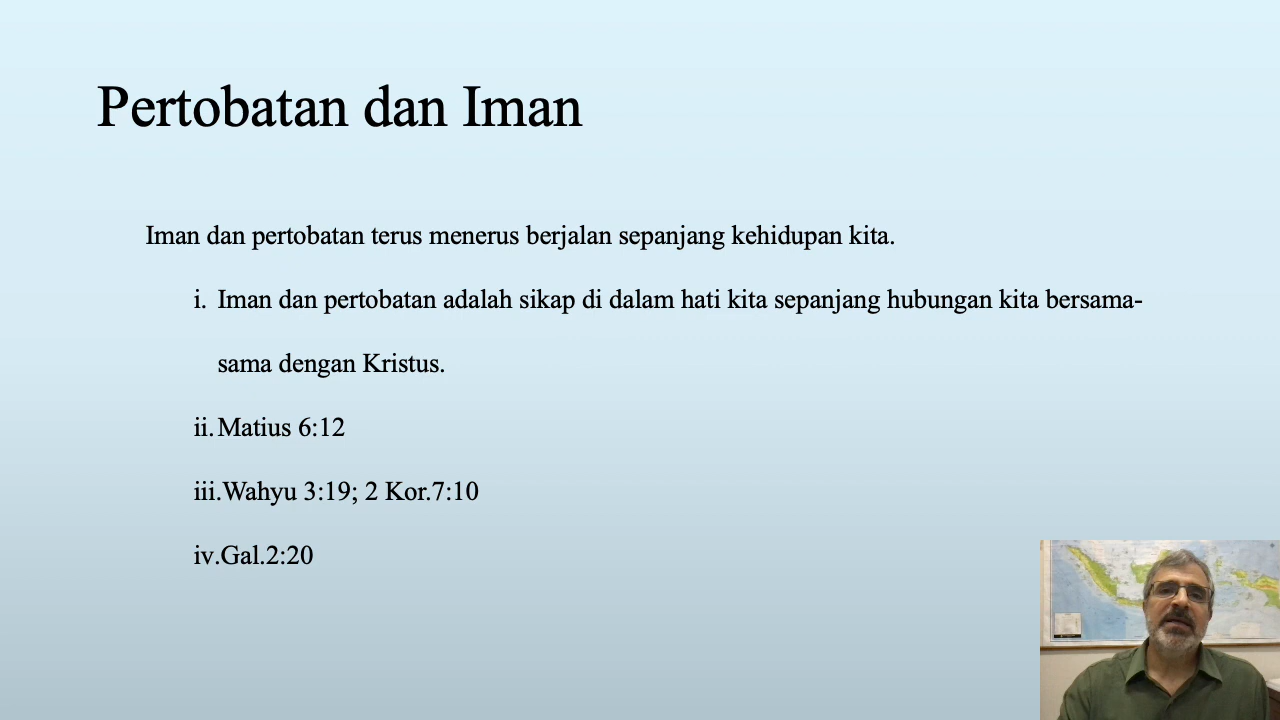 Pertobatan dan Iman
Iman dan pertobatan terus menerus berjalan sepanjang kehidupan kita.
i. Iman dan pertobatan adalah sikap di dalam hati kita sepanjang hubungan kita bersama-
sama dengan Kristus.
ii. Matius 6:12
iii.Wahyu 3:19; 2 Kor.7:10
iv.Gal.2:20